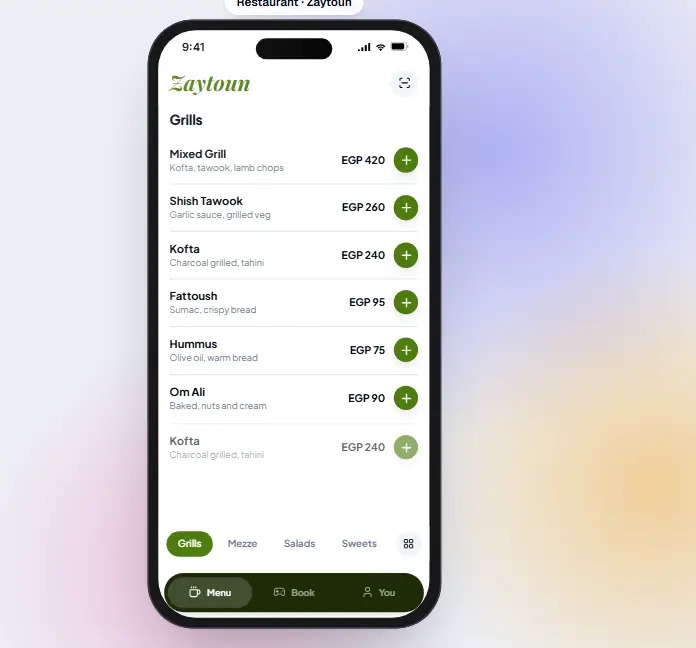 Restaurant · Zaytoun
9:41
Zaytoun
Grills
Mixed Grill
Kofta, tawook, lamb chops
EGP 420
Shish Tawook
Garlic sauce, grilled veg
EGP 260
Kofta
Charcoal grilled, tahini
EGP 240
Fattoush
Sumac, crispy bread
EGP 95
Hummus
Olive oil, warm bread
EGP 75
Om Ali
Baked, nuts and cream
EGP 90
Kofta
Charcoal grilled, tahini
EGP 240
Grills Mezze Salads Sweets
Menu Book You